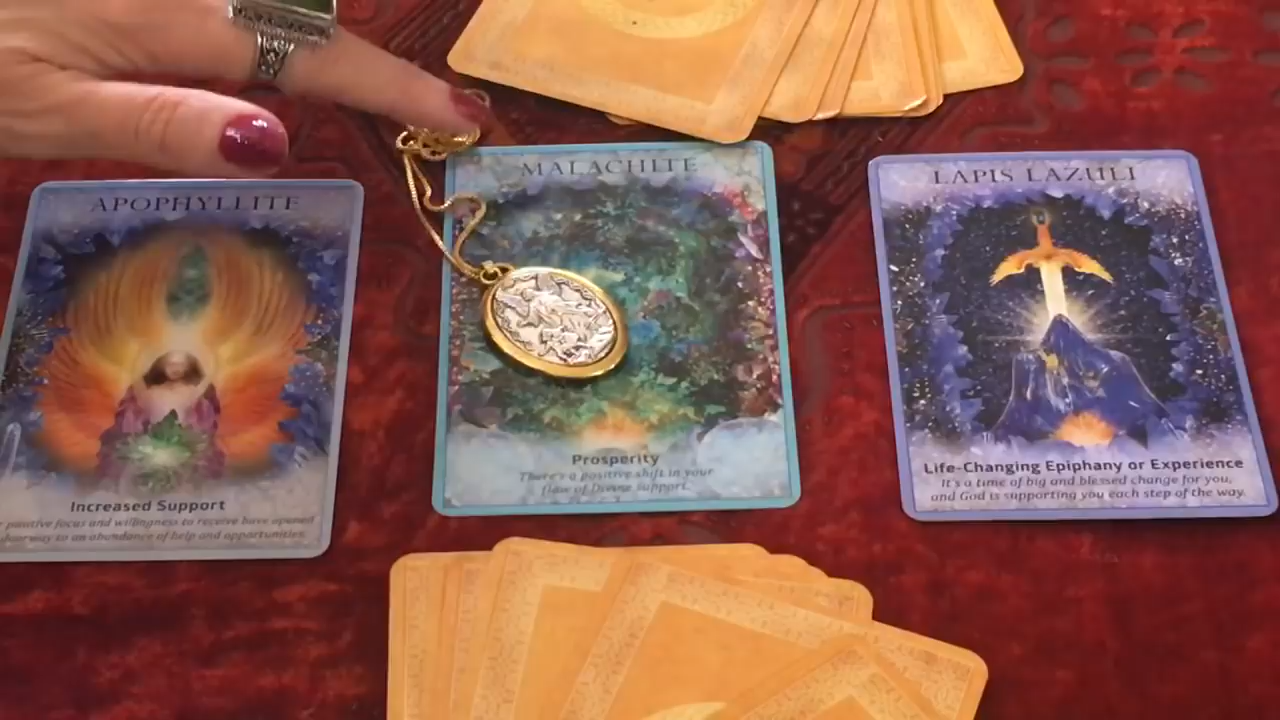 APOPHYLLITE
Increased Support
positive focus and willingness to receive have opened
doorway to an abundance of help and opportunities.
MALACHITE
Prosperity
There's a positive shift in your
flow of Divine support.
LAPIS LAZULI
Life-Changing Epiphany or Experience
It's a time of big and blessed change for you,
and God is supporting you each step of the way.